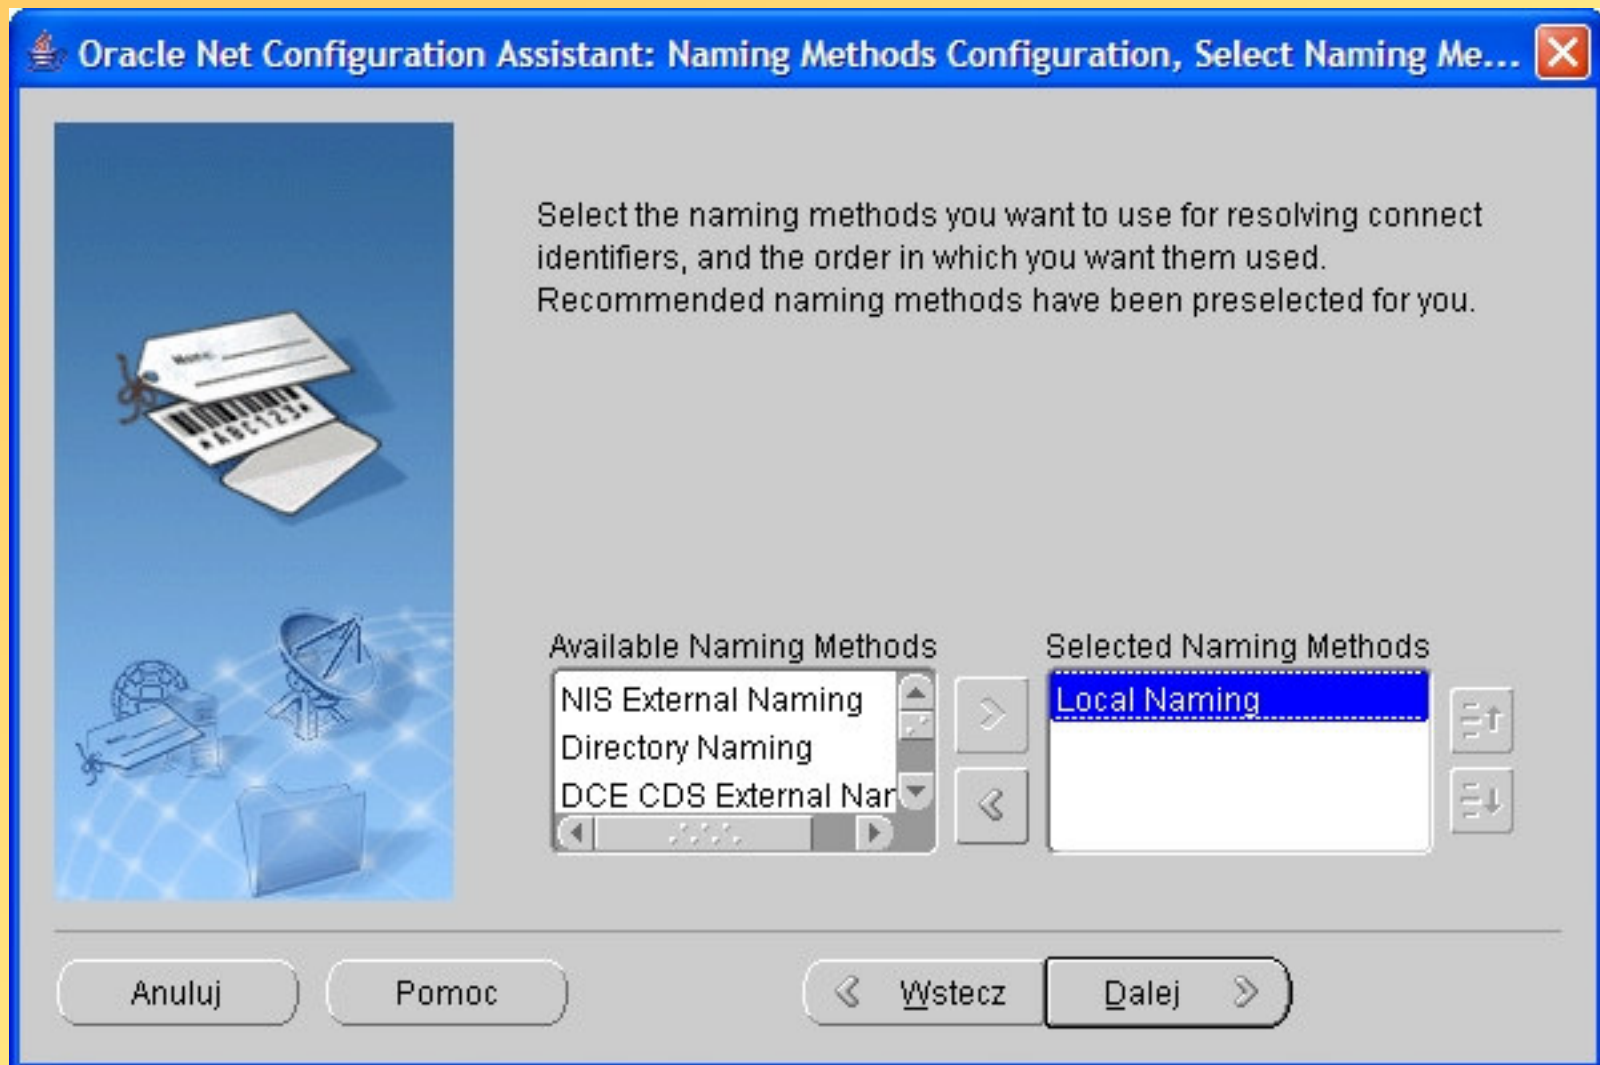 Oracle Net Configuration Assistant: Naming Methods Configuration, Select Naming Me...
Select the naming methods you want to use for resolving connect
identifiers, and the order in which you want them used.
Recommended naming methods have been preselected for you.
Name:
*ABC123*
Available Naming Methods
NIS External Naming
Directory Naming
DCE CDS External Nar
Selected Naming Methods
Local Naming
Anuluj
Pomoc
Wstecz
Dalej